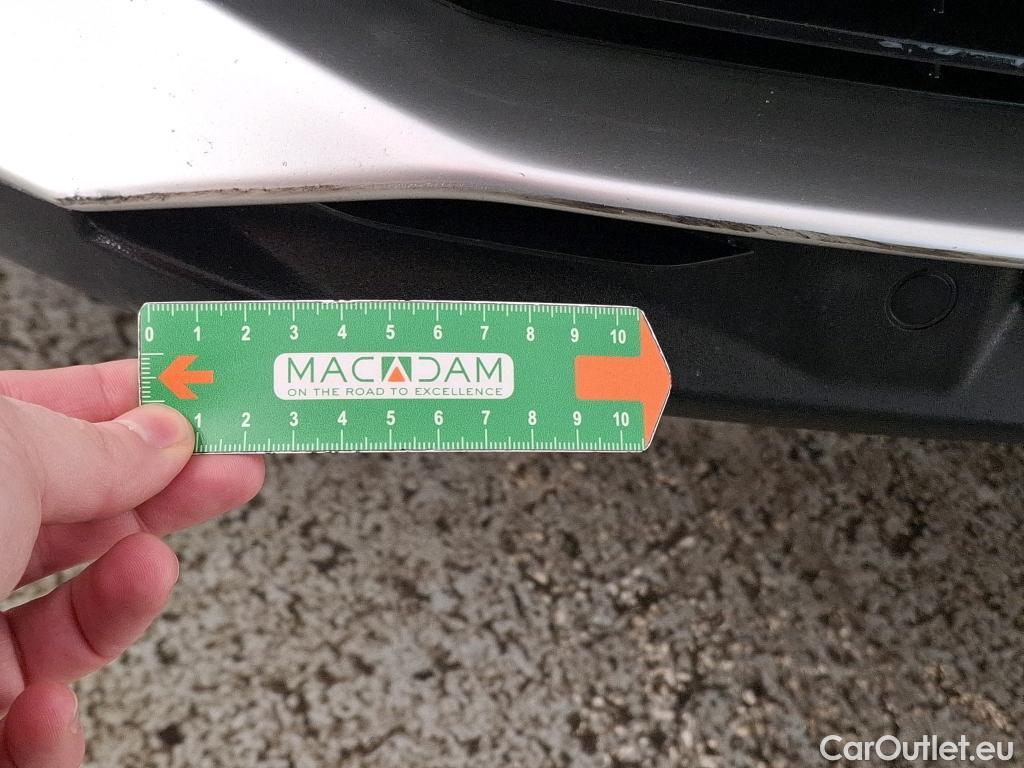 0 1 2 3 4 5 6 7 8 9 10
MACADAM
ON THE ROAD TO EXCELLENCE
1 2 3 4 5 6 7 8 9 10
CarOutlet.eu